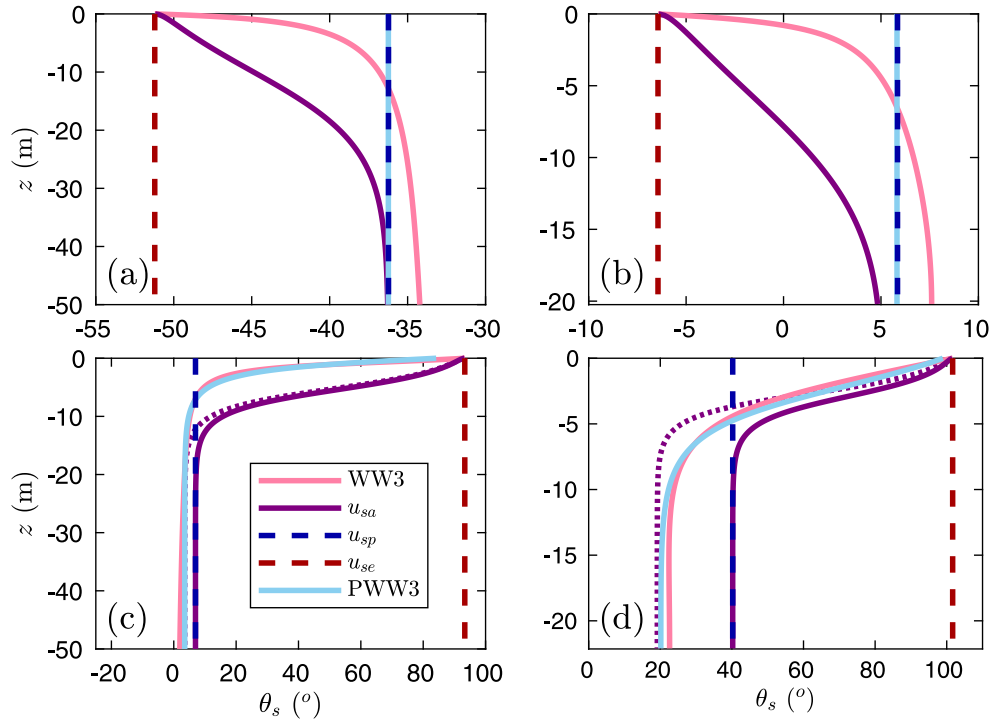 0
-10
-20
-30
-40
-50
z (m)
(a)
-55 -50 -45 -40 -35 -30
0
-5
-10
-15
-20
(b)
-10 -5 0 5 10
0
-10
-20
-30
-40
-50
z (m)
(c)
WW3
u_sa
u_sp
u_se
PWW3
-20 0 20 40 60 80 100
θ_s (°)
0
-5
-10
-15
-20
(d)
0 20 40 60 80 100
θ_s (°)